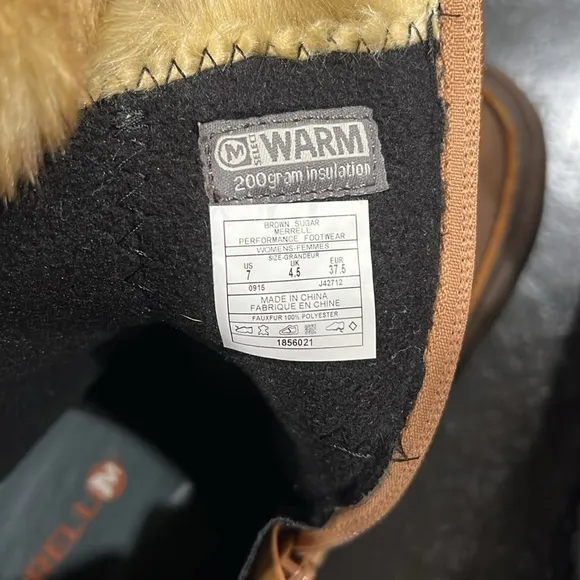 M SELECT WARM
200gram insulation
BROWN SUGAR
MERRELL
PERFORMANCE FOOTWEAR
WOMENS-FEMMES
SIZE-GRANDEUR
US UK EUR
7 4.5 37.5
0915 J42712
MADE IN CHINA
FABRIQUE EN CHINE
FAUXFUR 100% POLYESTER
1856021
RELL M